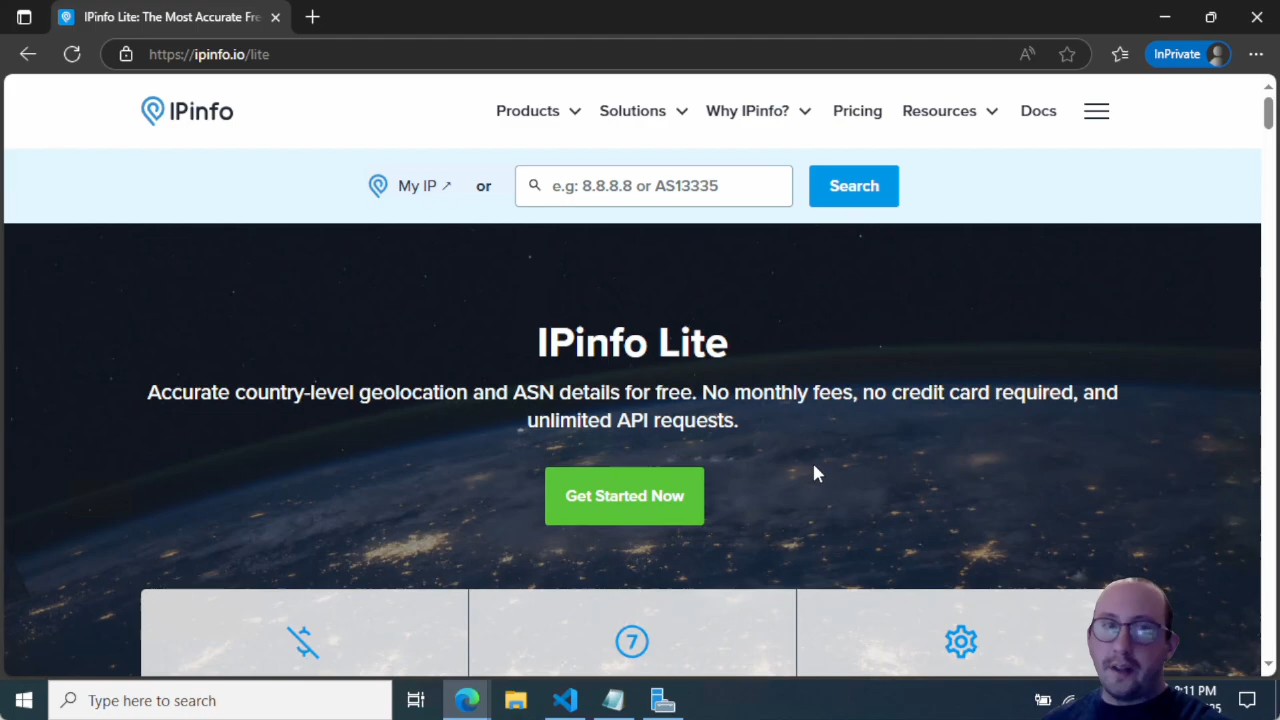 IPinfo Lite: The Most Accurate Fre
https://ipinfo.io/lite
InPrivate
IPinfo
Products
Solutions
Why IPinfo?
Pricing
Resources
Docs
My IP ↗ or
e.g: 8.8.8.8 or AS13335
Search
IPinfo Lite
Accurate country-level geolocation and ASN details for free. No monthly fees, no credit card required, and
unlimited API requests.
Get Started Now
7
Type here to search
:11 PM